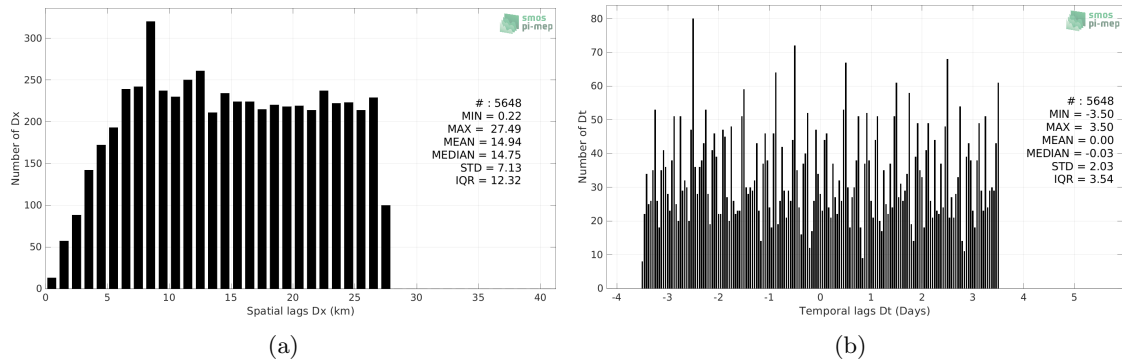 smos
pi-mep
300
250
200
150
100
50
0
Number of Dx
# : 5648
MIN = 0.22
MAX = 27.49
MEAN = 14.94
MEDIAN = 14.75
STD = 7.13
IQR = 12.32
0 5 10 15 20 25 30 35 40
Spatial lags Dx (km)
(a)
smos
pi-mep
80
70
60
50
40
30
20
10
0
Number of Dt
# : 5648
MIN = -3.50
MAX = 3.50
MEAN = 0.00
MEDIAN = -0.03
STD = 2.03
IQR = 3.54
-4 -3 -2 -1 0 1 2 3 4 5
Temporal lags Dt (Days)
(b)